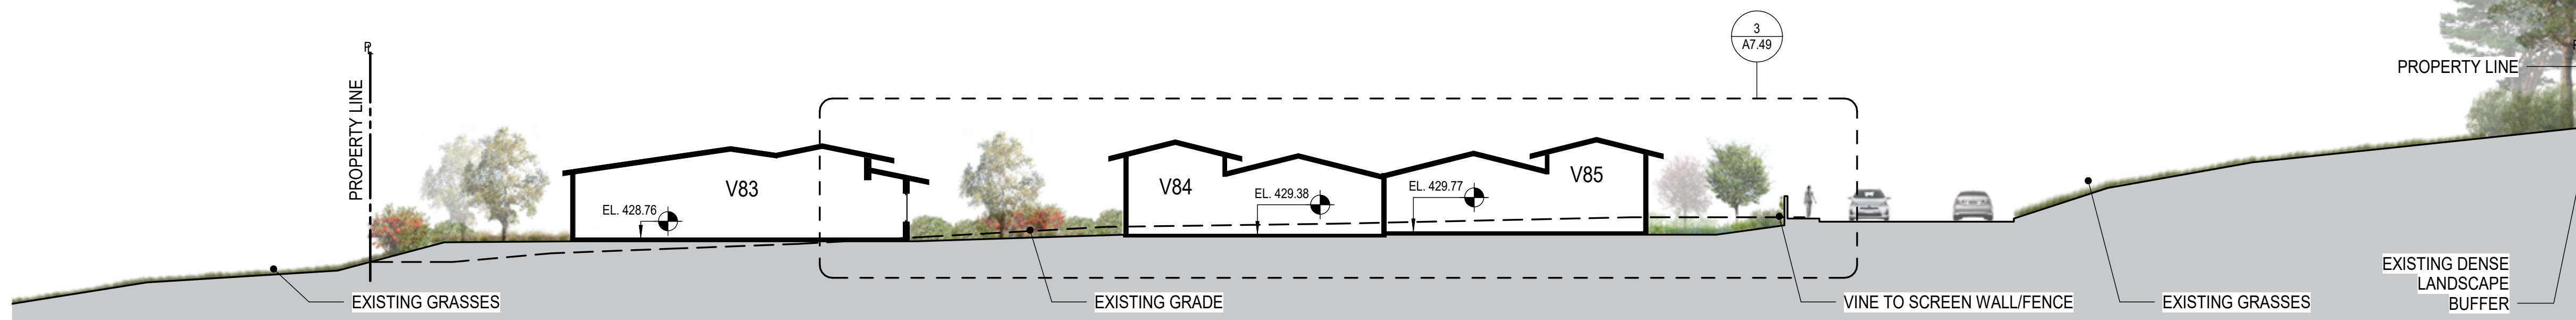 3
A7.49
PROPERTY LINE
PROPERTY LINE
V83
V84
V85
EL. 428.76
EL. 429.38
EL. 429.77
EXISTING GRASSES
EXISTING GRADE
VINE TO SCREEN WALL/FENCE
EXISTING GRASSES
EXISTING DENSE
LANDSCAPE
BUFFER